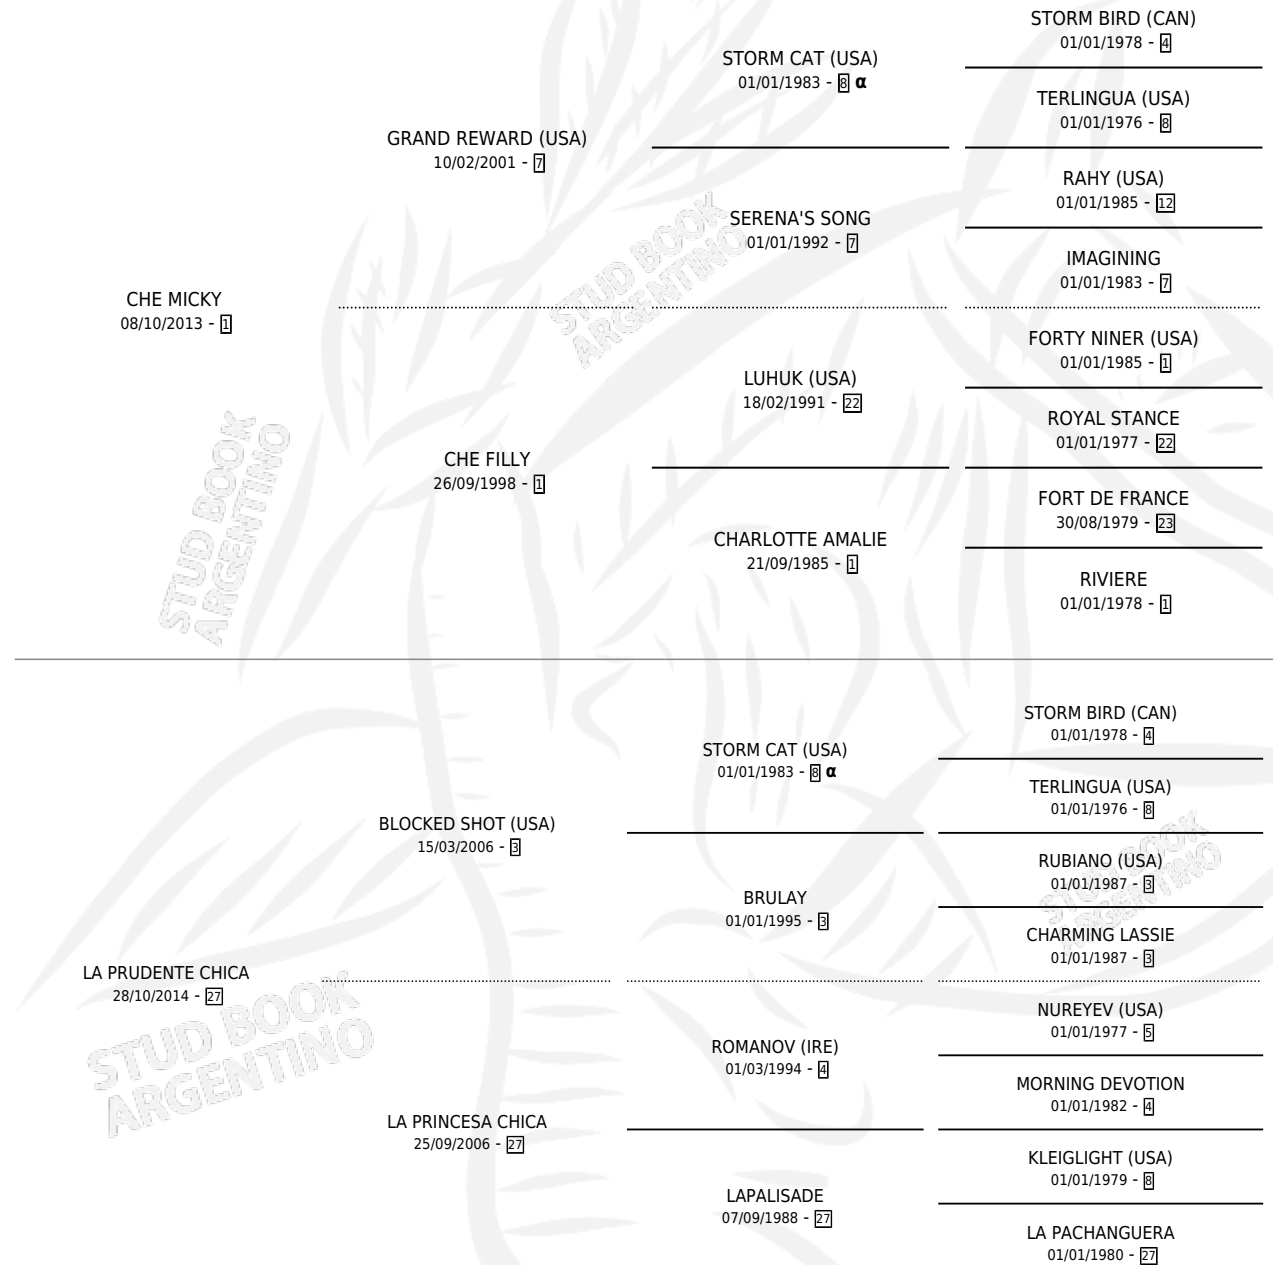 STORM BIRD (CAN)
01/01/1978 - 4
STORM CAT (USA)
01/01/1983 - 8 α
TERLINGUA (USA)
01/01/1976 - 8
GRAND REWARD (USA)
10/02/2001 - 7
RAHY (USA)
01/01/1985 - 12
SERENA'S SONG
01/01/1992 - 7
IMAGINING
01/01/1983 - 7
CHE MICKY
08/10/2013 - 1
FORTY NINER (USA)
01/01/1985 - 1
LUHUK (USA)
18/02/1991 - 22
ROYAL STANCE
01/01/1977 - 22
CHE FILLY
26/09/1998 - 1
FORT DE FRANCE
30/08/1979 - 23
CHARLOTTE AMALIE
21/09/1985 - 1
RIVIERE
01/01/1978 - 1
STORM BIRD (CAN)
01/01/1978 - 4
STORM CAT (USA)
01/01/1983 - 8 α
TERLINGUA (USA)
01/01/1976 - 8
BLOCKED SHOT (USA)
15/03/2006 - 3
RUBIANO (USA)
01/01/1987 - 3
BRULAY
01/01/1995 - 3
CHARMING LASSIE
01/01/1987 - 3
LA PRUDENTE CHICA
28/10/2014 - 27
NUREYEV (USA)
01/01/1977 - 5
ROMANOV (IRE)
01/03/1994 - 4
MORNING DEVOTION
01/01/1982 - 4
LA PRINCESA CHICA
25/09/2006 - 27
KLEIGLIGHT (USA)
01/01/1979 - 8
LAPALISADE
07/09/1988 - 27
LA PACHANGUERA
01/01/1980 - 27
STUD BOOK
ARGENTINO
STUD BOOK
ARGENTINO
STUD BOOK
ARGENTINO
STUD BOOK
ARGENTINO